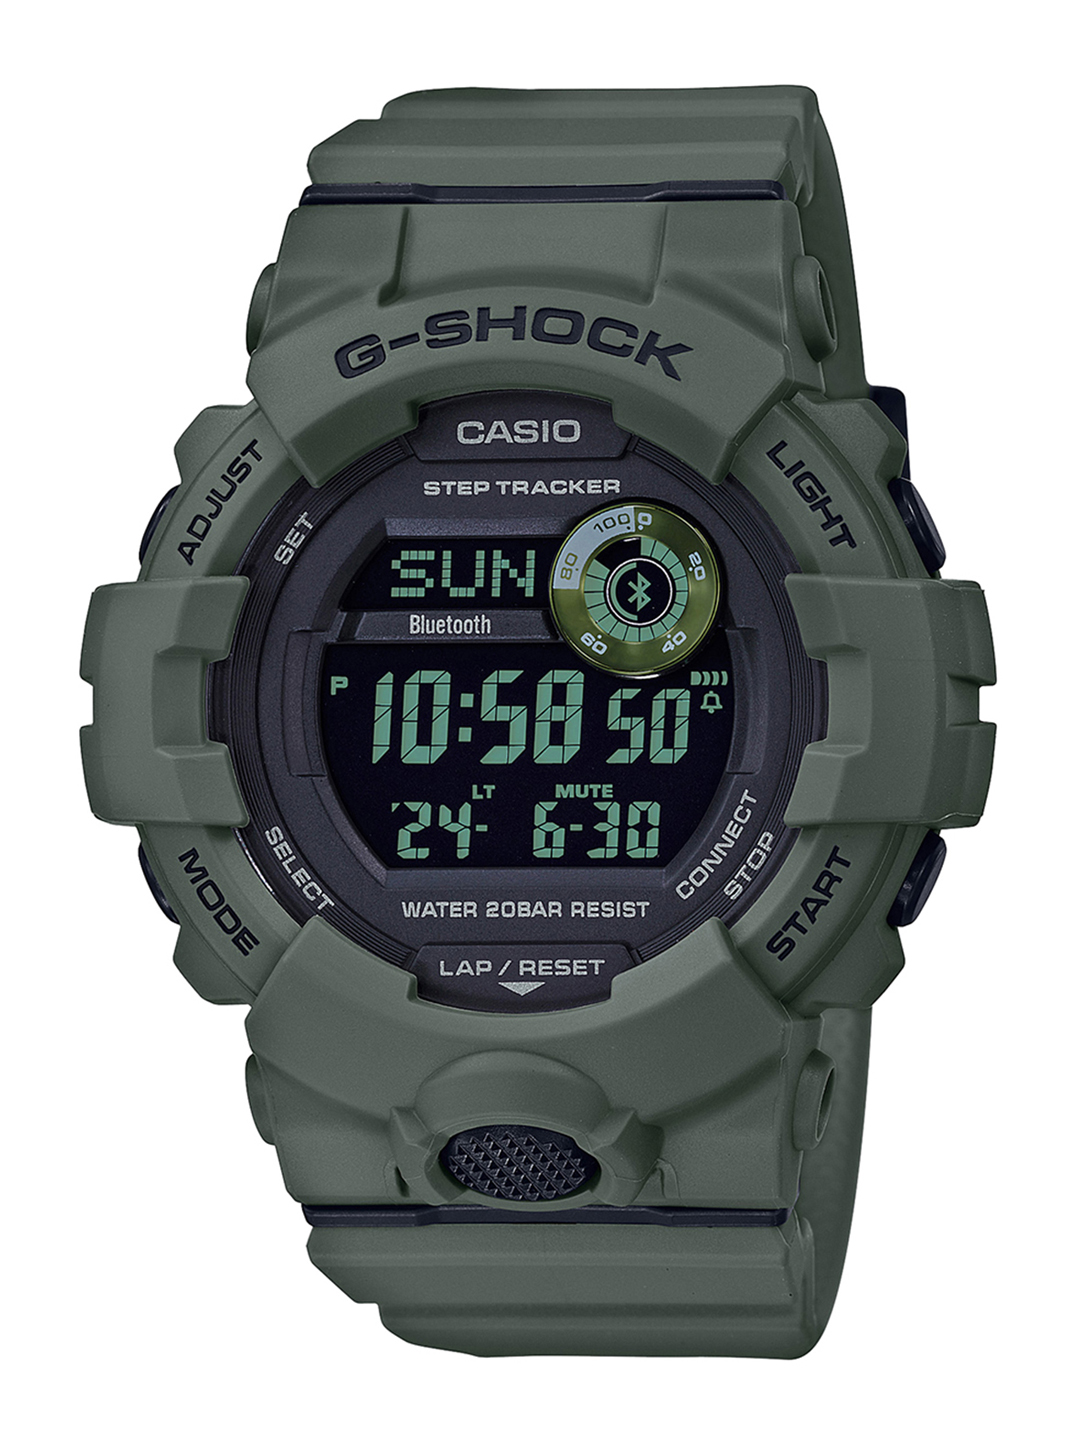 G-SHOCK
CASIO
STEP TRACKER
ADJUST
SET
LIGHT
SUN
100 0
20
40
60
80
Bluetooth
P 10:58 50
LT MUTE
24- 6-30
SELECT
MODE
CONNECT
STOP
START
WATER 20BAR RESIST
LAP / RESET